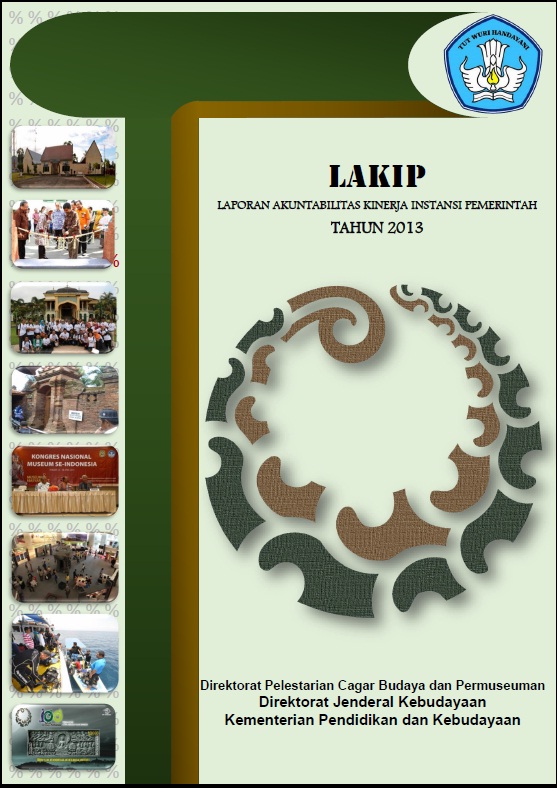 TUT WURI HANDAYANI
LAKIP
LAPORAN AKUNTABILITAS KINERJA INSTANSI PEMERINTAH
TAHUN 2013
KONGRES NASIONAL
MUSEUM SE-INDONESIA
Direktorat Pelestarian Cagar Budaya dan Permuseuman
Direktorat Jenderal Kebudayaan
Kementerian Pendidikan dan Kebudayaan